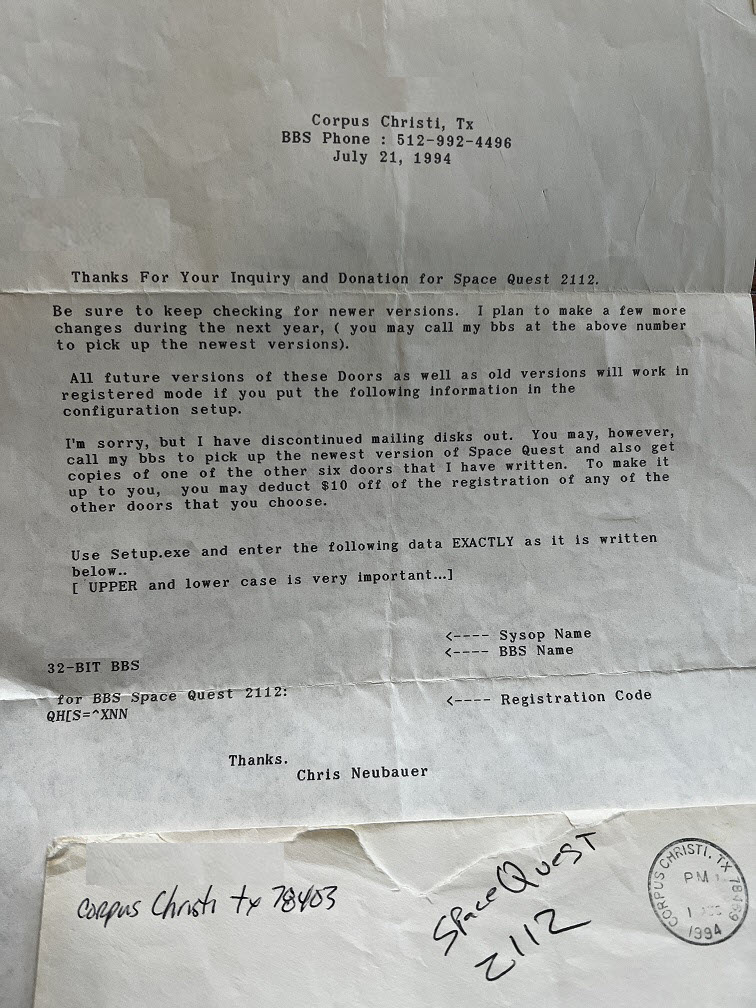 Corpus Christi, Tx
BBS Phone : 512-992-4496
July 21, 1994
Thanks For Your Inquiry and Donation for Space Quest 2112.
Be sure to keep checking for newer versions. I plan to make a few more
changes during the next year, ( you may call my bbs at the above number
to pick up the newest versions).
All future versions of these Doors as well as old versions will work in
registered mode if you put the following information in the
configuration setup.
I'm sorry, but I have discontinued mailing disks out. You may, however,
call my bbs to pick up the newest version of Space Quest and also get
copies of one of the other six doors that I have written. To make it
up to you, you may deduct $10 off of the registration of any of the
other doors that you choose.
Use Setup.exe and enter the following data EXACTLY as it is written
below..
[ UPPER and lower case is very important...]
<---- Sysop Name
32-BIT BBS <---- BBS Name
for BBS Space Quest 2112:
QH[S=^XNN <---- Registration Code
Thanks.
Chris Neubauer
Corpus Christi tx 78403
Space Quest
2112
CORPUS CHRISTI, TX 78469
PM
1994